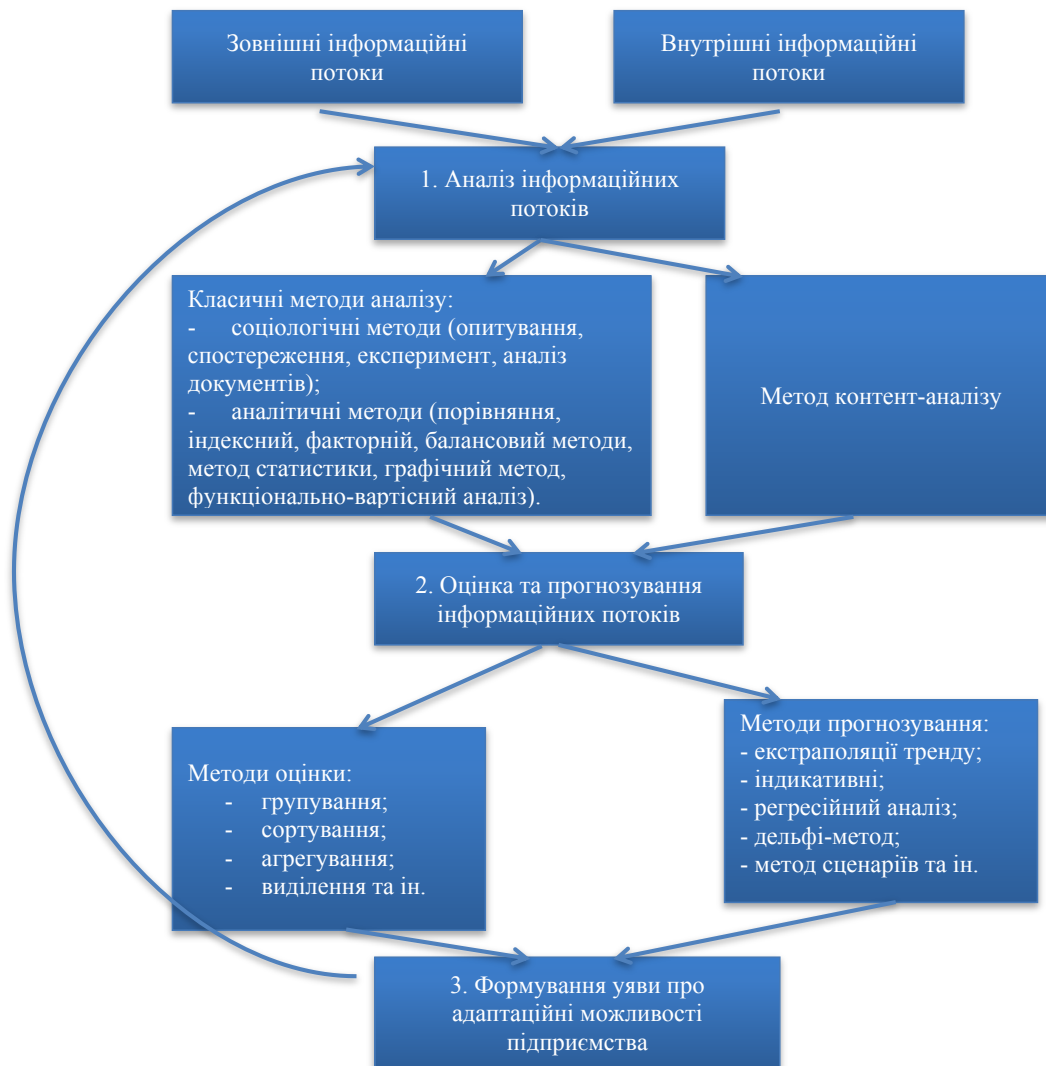 Зовнішні інформаційні
потоки
Внутрішні інформаційні
потоки
1. Аналіз інформаційних
потоків
Класичні методи аналізу:
- соціологічні методи (опитування,
спостереження, експеримент, аналіз
документів);
- аналітичні методи (порівняння,
індексний, факторній, балансовий методи,
метод статистики, графічний метод,
функціонально-вартісний аналіз).
Метод контент-аналізу
2. Оцінка та прогнозування
інформаційних потоків
Методи оцінки:
- групування;
- сортування;
- агрегування;
- виділення та ін.
Методи прогнозування:
- екстраполяції тренду;
- індикативні;
- регресійний аналіз;
- дельфі-метод;
- метод сценаріїв та ін.
3. Формування уяви про
адаптаційні можливості
підприємства